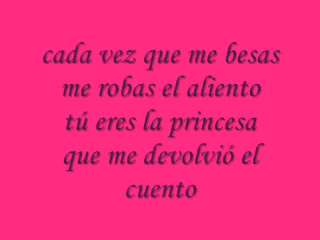 cada vez que me besas
me robas el aliento
tú eres la princesa
que me devolvió el
cuento